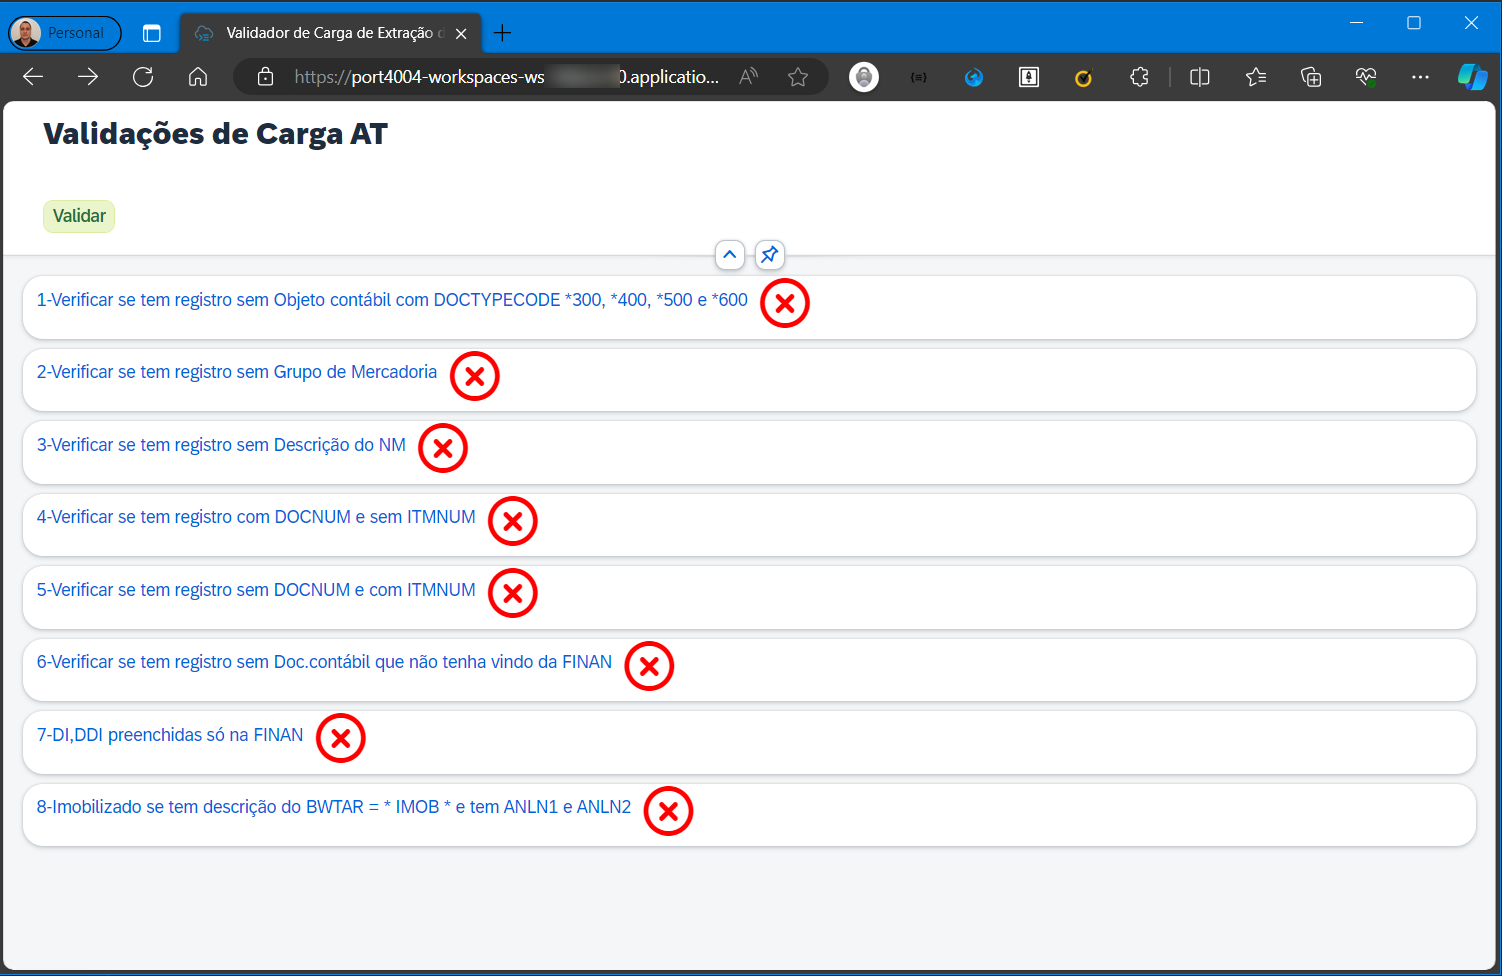 Personal
Validador de Carga de Extração d
https://port4004-workspaces-ws 0.applicatio...
Validações de Carga AT
Validar
1-Verificar se tem registro sem Objeto contábil com DOCTYPECODE *300, *400, *500 e *600
2-Verificar se tem registro sem Grupo de Mercadoria
3-Verificar se tem registro sem Descrição do NM
4-Verificar se tem registro com DOCNUM e sem ITMNUM
5-Verificar se tem registro sem DOCNUM e com ITMNUM
6-Verificar se tem registro sem Doc.contábil que não tenha vindo da FINAN
7-DI,DDI preenchidas só na FINAN
8-Imobilizado se tem descrição do BWTAR = * IMOB * e tem ANLN1 e ANLN2